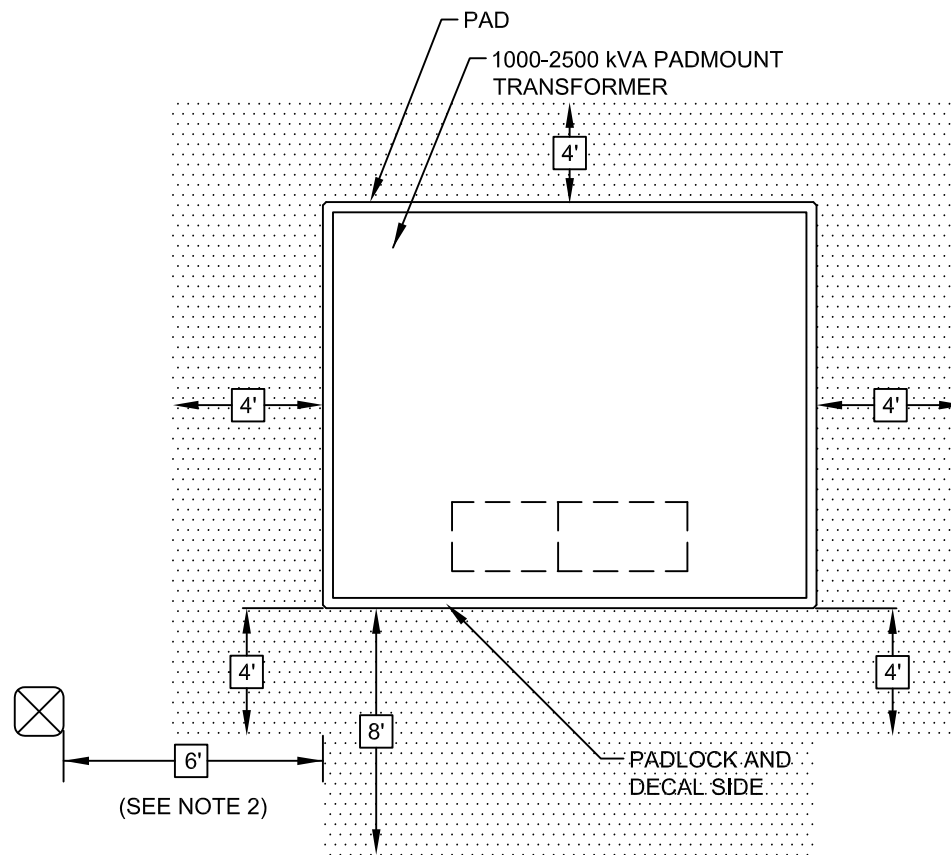 PAD
1000-2500 kVA PADMOUNT
TRANSFORMER
4'
4'
4'
4'
4'
8'
6'
PADLOCK AND
DECAL SIDE
(SEE NOTE 2)